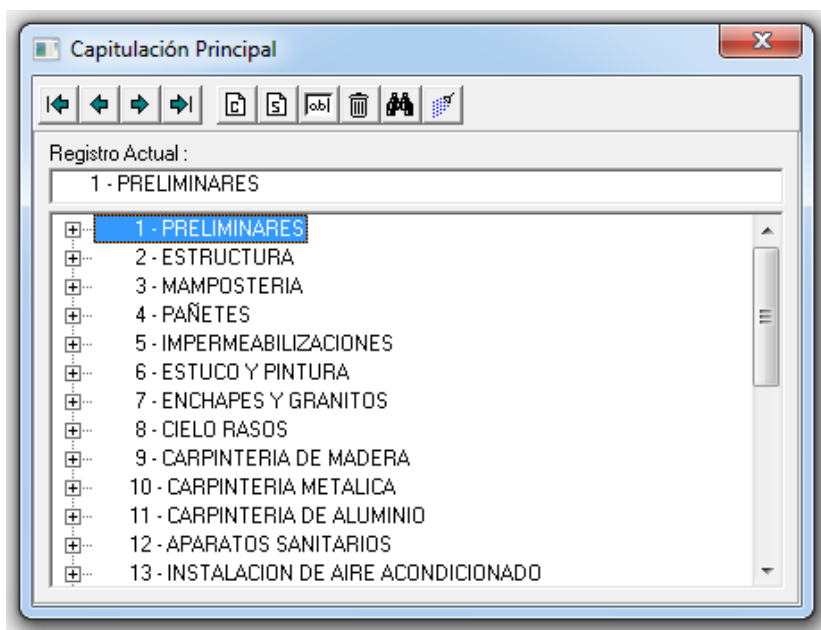 Capitulación Principal
C S abl
Registro Actual :
1 - PRELIMINARES
1 - PRELIMINARES
2 - ESTRUCTURA
3 - MAMPOSTERIA
4 - PAÑETES
5 - IMPERMEABILIZACIONES
6 - ESTUCO Y PINTURA
7 - ENCHAPES Y GRANITOS
8 - CIELO RASOS
9 - CARPINTERIA DE MADERA
10 - CARPINTERIA METALICA
11 - CARPINTERIA DE ALUMINIO
12 - APARATOS SANITARIOS
13 - INSTALACION DE AIRE ACONDICIONADO